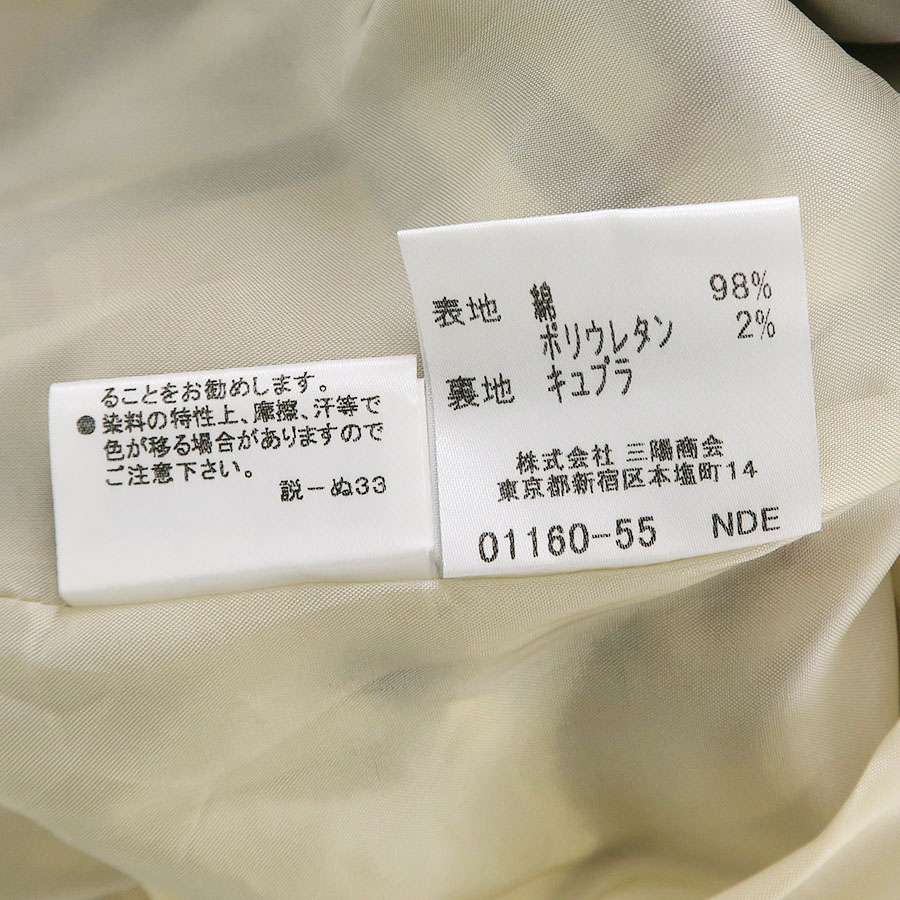 ることをお勧めします。
●染料の特性上、摩擦、汗等で
色が移る場合がありますので
ご注意下さい。
説－ぬ33
表地 綿 98%
ポリウレタン 2%
裏地 キュプラ
株式会社 三陽商会
東京都新宿区本塩町14
01160-55 NDE